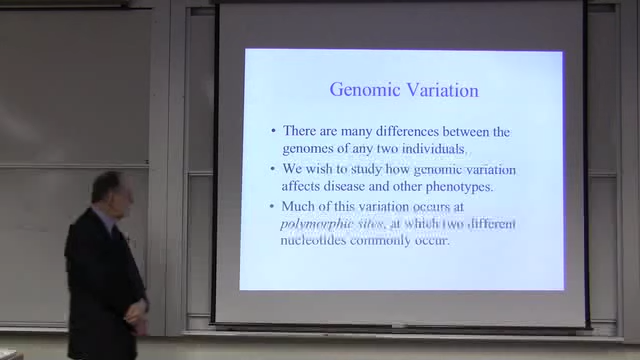 Genomic Variation
• There are many differences between the
genomes of any two individuals.
• We wish to study how genomic variation
affects disease and other phenotypes.
• Much of this variation occurs at
polymorphic sites, at which two different
nucleotides commonly occur.